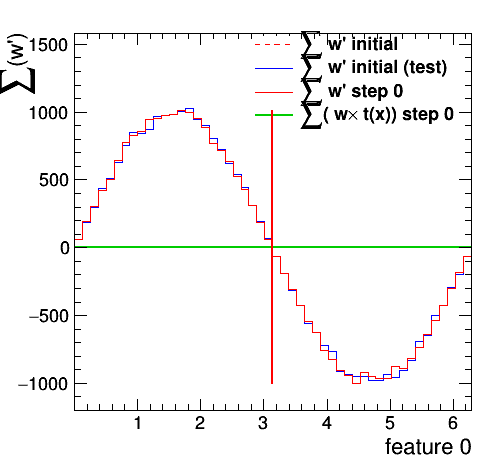 ∑(w')
∑ w' initial
∑ w' initial (test)
∑ w' step 0
∑( w× t(x)) step 0
1500
1000
500
0
−500
−1000
1 2 3 4 5 6
feature 0